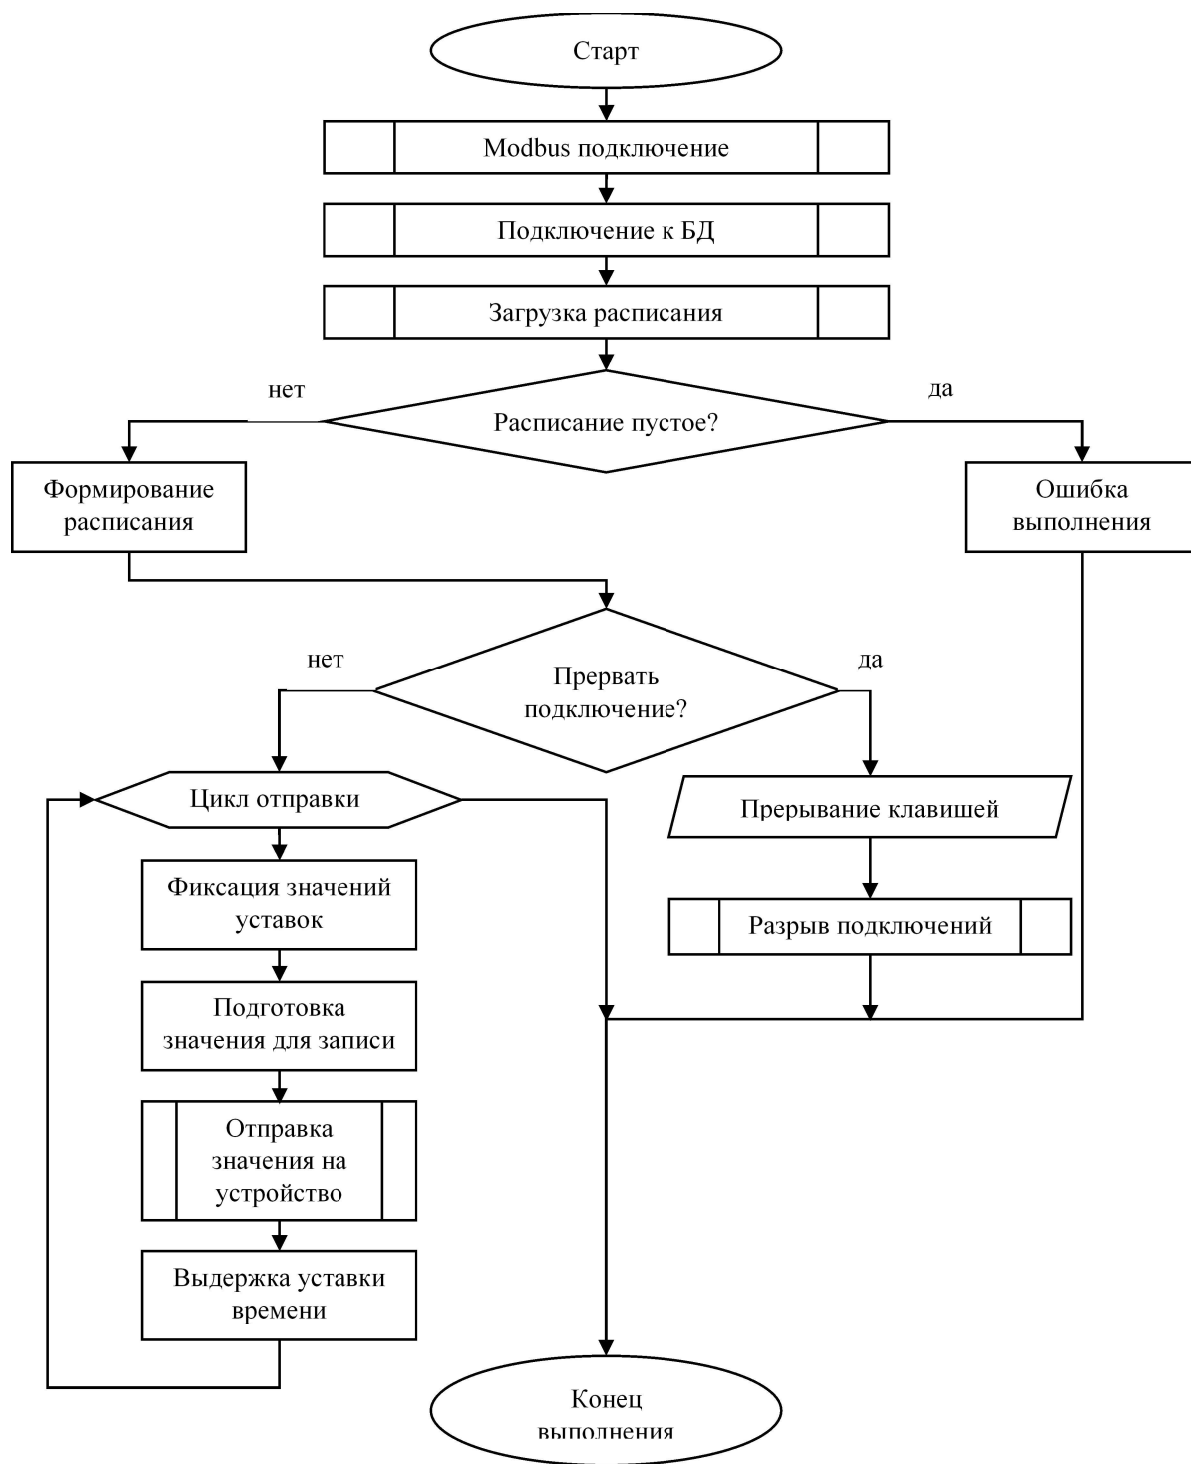 Старт
Modbus подключение
Подключение к БД
Загрузка расписания
нет
да
Расписание пустое?
Формирование
расписания
Ошибка
выполнения
нет
да
Прервать
подключение?
Цикл отправки
Прерывание клавишей
Фиксация значений
уставок
Разрыв подключений
Подготовка
значения для записи
Отправка
значения на
устройство
Выдержка уставки
времени
Конец
выполнения